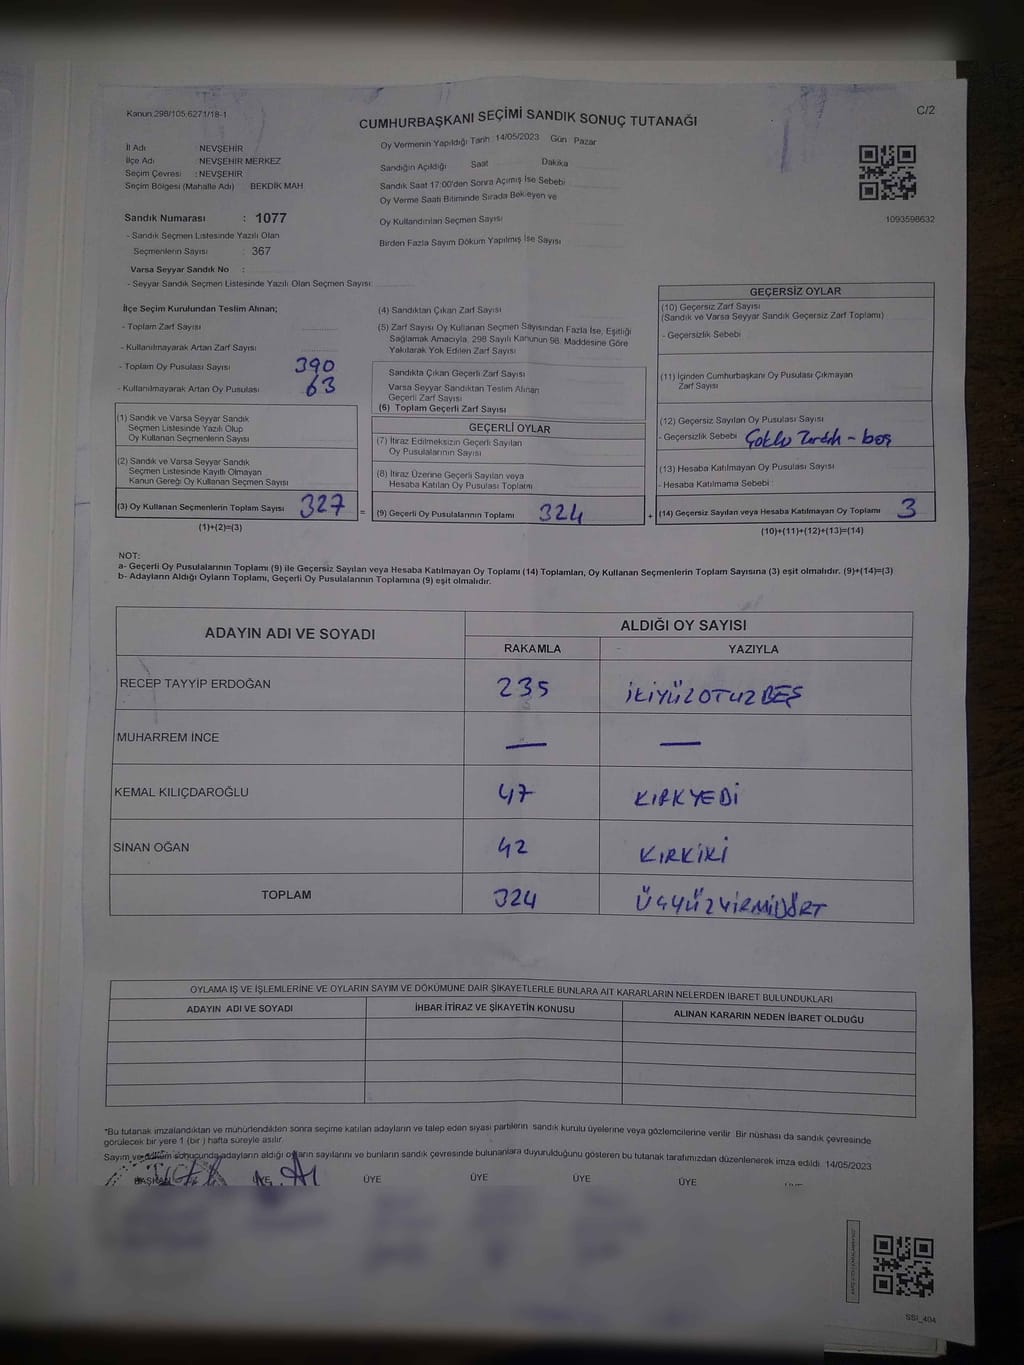 Kanun 298/105;6271/18-1
C/2
CUMHURBAŞKANI SEÇİMİ SANDIK SONUÇ TUTANAĞI
İl Adı NEVŞEHİR
İlçe Adı NEVŞEHİR MERKEZ
Seçim Çevresi : NEVŞEHİR
Seçim Bölgesi (Mahalle Adı) BEKDİK MAH
Sandık Numarası : 1077
- Sandık Seçmen Listesinde Yazılı Olan
Seçmenlerin Sayısı : 367
Varsa Seyyar Sandık No :
- Seyyar Sandık Seçmen Listesinde Yazılı Olan Seçmen Sayısı:
Oy Vermenin Yapıldığı Tarih 14/05/2023 Gün Pazar
Sandığın Açıldığı Saat Dakika
Sandık Saat 17:00'den Sonra Açımış İse Sebebi
Oy Verme Saati Bitiminde Sırada Bekleyen ve
Oy Kullandırılan Seçmen Sayısı
Birden Fazla Sayım Döküm Yapılmış İse Sayısı
1093598632
İlçe Seçim Kurulundan Teslim Alınan;
- Toplam Zarf Sayısı
- Kullanılmayarak Artan Zarf Sayısı
- Toplam Oy Pusulası Sayısı 390
- Kullanılmayarak Artan Oy Pusulası 63
(1) Sandık ve Varsa Seyyar Sandık
Seçmen Listesinde Yazılı Olup
Oy Kullanan Seçmenlerin Sayısı
(2) Sandık ve Varsa Seyyar Sandık
Seçmen Listesinde Kayıtlı Olmayan
Kanun Gereği Oy Kullanan Seçmen Sayısı
(3) Oy Kullanan Seçmenlerin Toplam Sayısı 327
(1)+(2)=(3)
(4) Sandıktan Çıkan Zarf Sayısı
(5) Zarf Sayısı Oy Kullanan Seçmen Sayısından Fazla İse, Eşitliği
Sağlamak Amacıyla, 298 Sayılı Kanunun 98. Maddesine Göre
Yakılarak Yok Edilen Zarf Sayısı
Sandıkta Çıkan Geçerli Zarf Sayısı
Varsa Seyyar Sandıktan Teslim Alınan
Geçerli Zarf Sayısı
(6) Toplam Geçerli Zarf Sayısı
GEÇERLİ OYLAR
(7) İtiraz Edilmeksizin Geçerli Sayılan
Oy Pusulalarının Sayısı
(8) İtiraz Üzerine Geçerli Sayılan veya
Hesaba Katılan Oy Pusulası Toplamı
= (9) Geçerli Oy Pusulalarının Toplamı 324
GEÇERSİZ OYLAR
(10) Geçersiz Zarf Sayısı
(Sandık ve Varsa Seyyar Sandık Geçersiz Zarf Toplamı)
- Geçersizlik Sebebi
(11) İçinden Cumhurbaşkanı Oy Pusulası Çıkmayan
Zarf Sayısı
(12) Geçersiz Sayılan Oy Pusulası Sayısı
- Geçersizlik Sebebi - boş
(13) Hesaba Katılmayan Oy Pusulası Sayısı
- Hesaba Katılmama Sebebi
+ (14) Geçersiz Sayılan veya Hesaba Katılmayan Oy Toplamı 3
(10)+(11)+(12)+(13)=(14)
NOT:
a- Geçerli Oy Pusulalarının Toplamı (9) ile Geçersiz Sayılan veya Hesaba Katılmayan Oy Toplamı (14) Toplamları, Oy Kullanan Seçmenlerin Toplam Sayısına (3) eşit olmalıdır. (9)+(14)=(3)
b- Adayların Aldığı Oyların Toplamı, Geçerli Oy Pusulalarının Toplamına (9) eşit olmalıdır.
ADAYIN ADI VE SOYADI
ALDIĞI OY SAYISI
RAKAMLA YAZIYLA
RECEP TAYYİP ERDOĞAN 235 İKİYÜZOTUZBEŞ
MUHARREM İNCE — —
KEMAL KILIÇDAROĞLU 47 KIRKYEDİ
SİNAN OĞAN 42 KIRKİKİ
TOPLAM 324 ÜÇYÜZYİRMİDÖRT
OYLAMA İŞ VE İŞLEMLERİNE VE OYLARIN SAYIM VE DÖKÜMÜNE DAİR ŞİKAYETLERLE BUNLARA AİT KARARLARIN NELERDEN İBARET BULUNDUKLARI
ADAYIN ADI VE SOYADI İHBAR İTİRAZ VE ŞİKAYETİN KONUSU ALINAN KARARIN NEDEN İBARET OLDUĞU
*Bu tutanak imzalandıktan ve mühürlendikten sonra seçime katılan adayların ve talep eden siyasi partilerin sandık kurulu üyelerine veya gözlemcilerine verilir. Bir nüshası da sandık çevresinde
görülecek bir yere 1 (bir ) hafta süreyle asılır.
Sayım ve döküm sonucunda adayların aldığı oyların sayılarını ve bunların sandık çevresinde bulunanlara duyurulduğunu gösteren bu tutanak tarafımızdan düzenlenerek imza edildi. 14/05/2023
BAŞKAN ÜYE ÜYE ÜYE ÜYE ÜYE
SSI_404